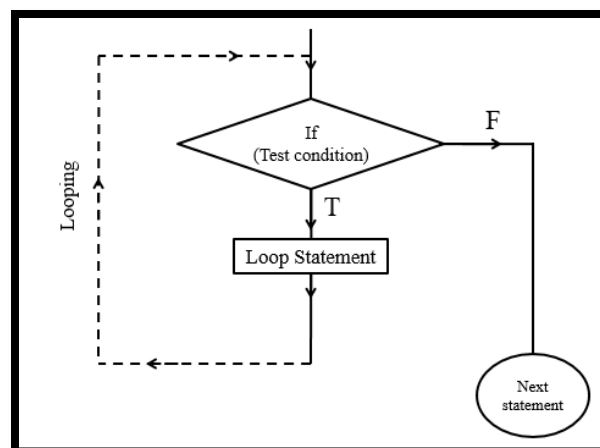 If
(Test condition)
F
T
Looping
Loop Statement
Next
statement